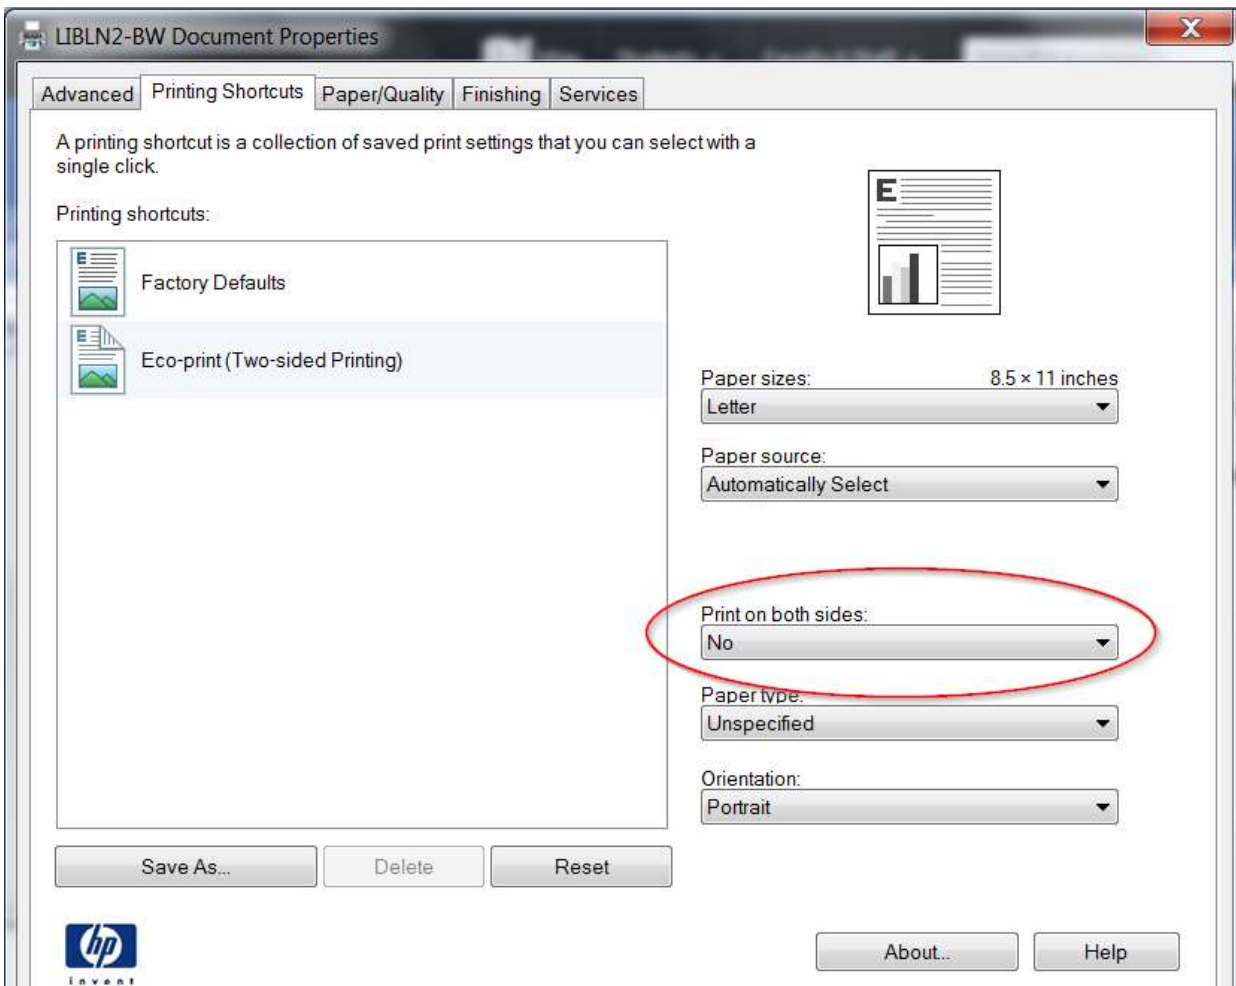 LIBLN2-BW Document Properties
X
Advanced Printing Shortcuts Paper/Quality Finishing Services
A printing shortcut is a collection of saved print settings that you can select with a
single click.
Printing shortcuts:
E
Factory Defaults
E
Eco-print (Two-sided Printing)
E
Paper sizes: 8.5 × 11 inches
Letter
Paper source:
Automatically Select
Print on both sides:
No
Paper type:
Unspecified
Orientation:
Portrait
Save As... Delete Reset
hp
invent
About... Help